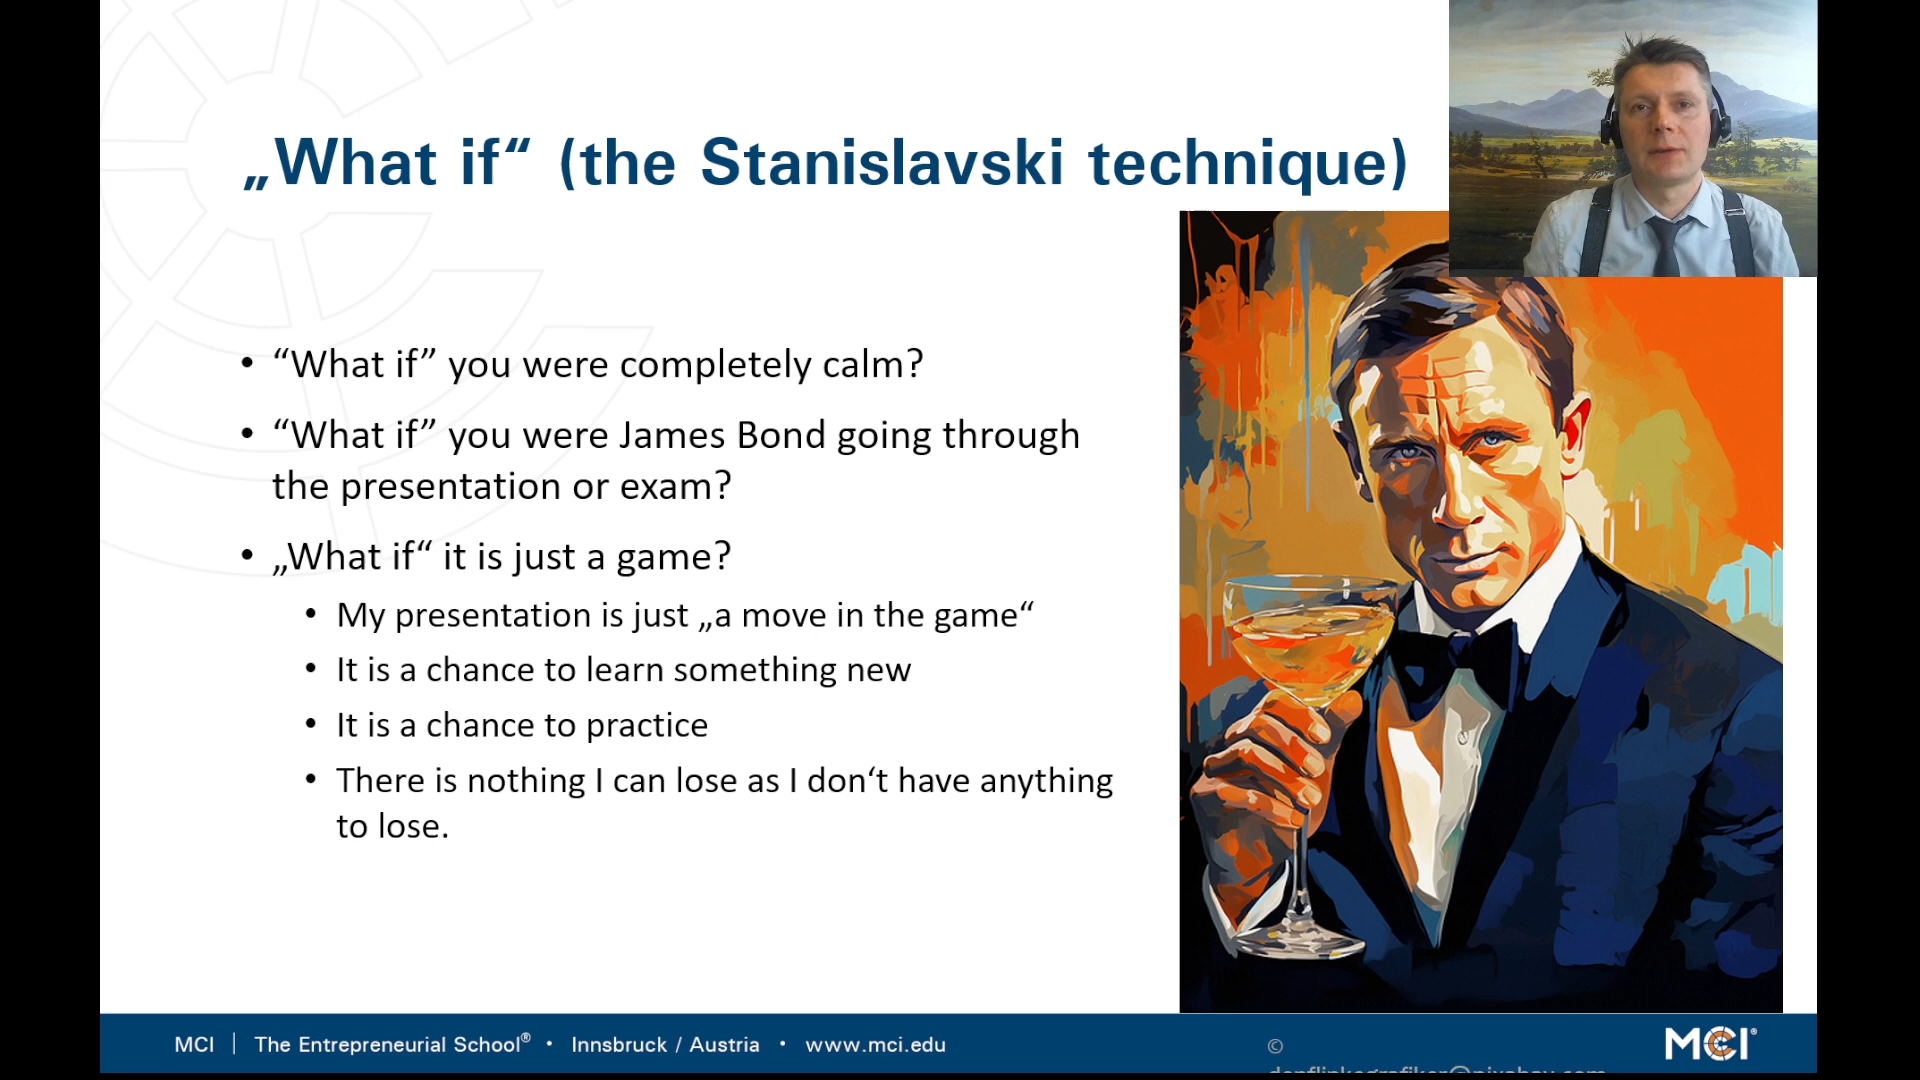 „What if“ (the Stanislavski technique)
• “What if” you were completely calm?
• “What if” you were James Bond going through
the presentation or exam?
• „What if“ it is just a game?
• My presentation is just „a move in the game“
• It is a chance to learn something new
• It is a chance to practice
• There is nothing I can lose as I don‘t have anything
to lose.
MCI | The Entrepreneurial School® • Innsbruck / Austria • www.mci.edu
©
MCI®